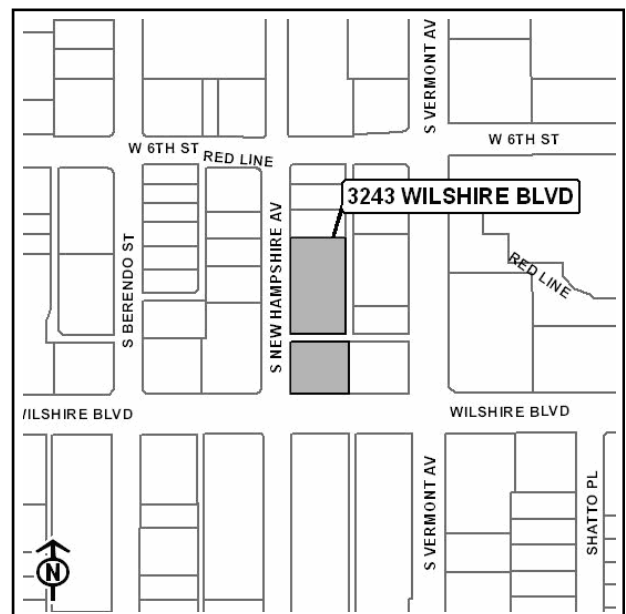 S VERMONT AV
W 6TH ST
RED LINE
W 6TH ST
3243 WILSHIRE BLVD
S BERENDO ST
S NEW HAMPSHIRE AV
RED LINE
WILSHIRE BLVD
WILSHIRE BLVD
S VERMONT AV
SHATTO PL
N